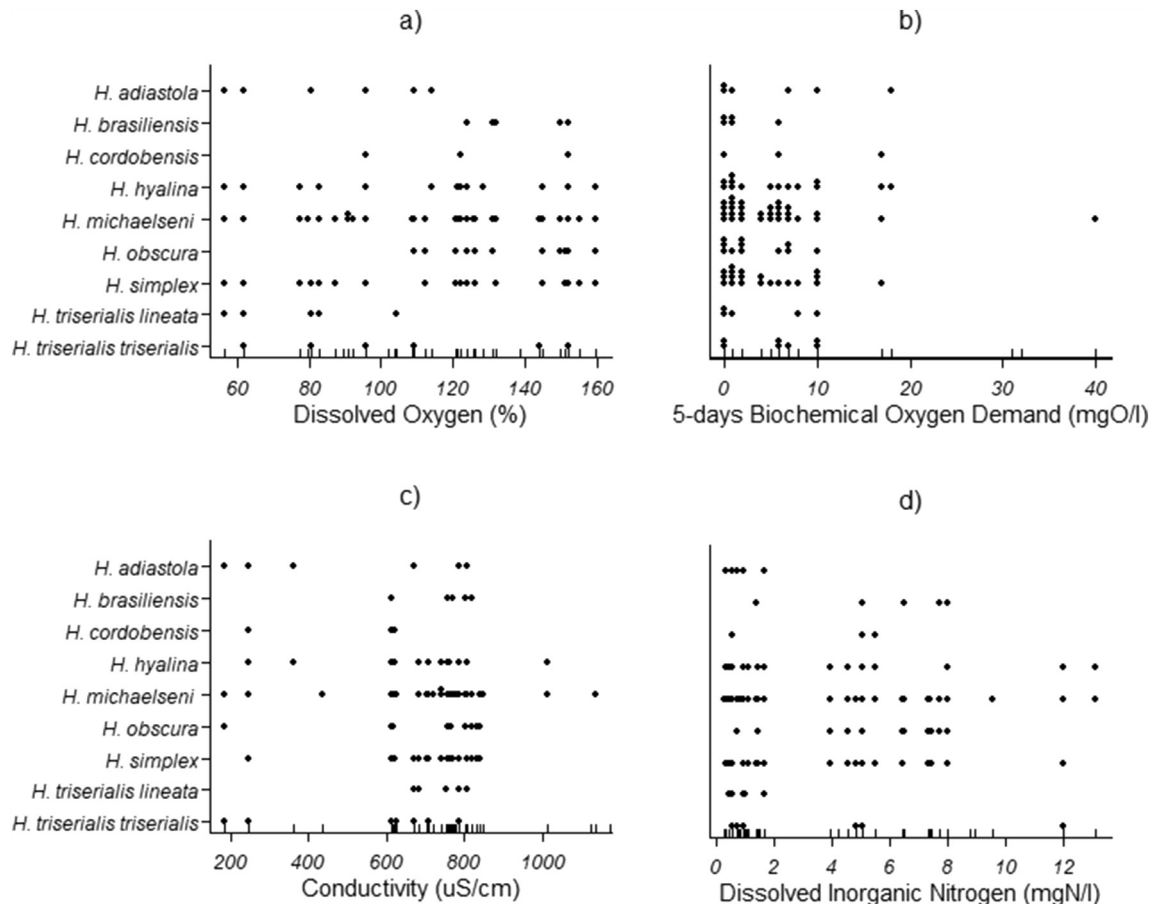 a)
H. adiastola
H. brasiliensis
H. cordobensis
H. hyalina
H. michaelseni
H. obscura
H. simplex
H. triserialis lineata
H. triserialis triserialis
60 80 100 120 140 160
Dissolved Oxygen (%)
b)
0 10 20 30 40
5-days Biochemical Oxygen Demand (mgO/l)
c)
H. adiastola
H. brasiliensis
H. cordobensis
H. hyalina
H. michaelseni
H. obscura
H. simplex
H. triserialis lineata
H. triserialis triserialis
200 400 600 800 1000
Conductivity (uS/cm)
d)
0 2 4 6 8 10 12
Dissolved Inorganic Nitrogen (mgN/l)